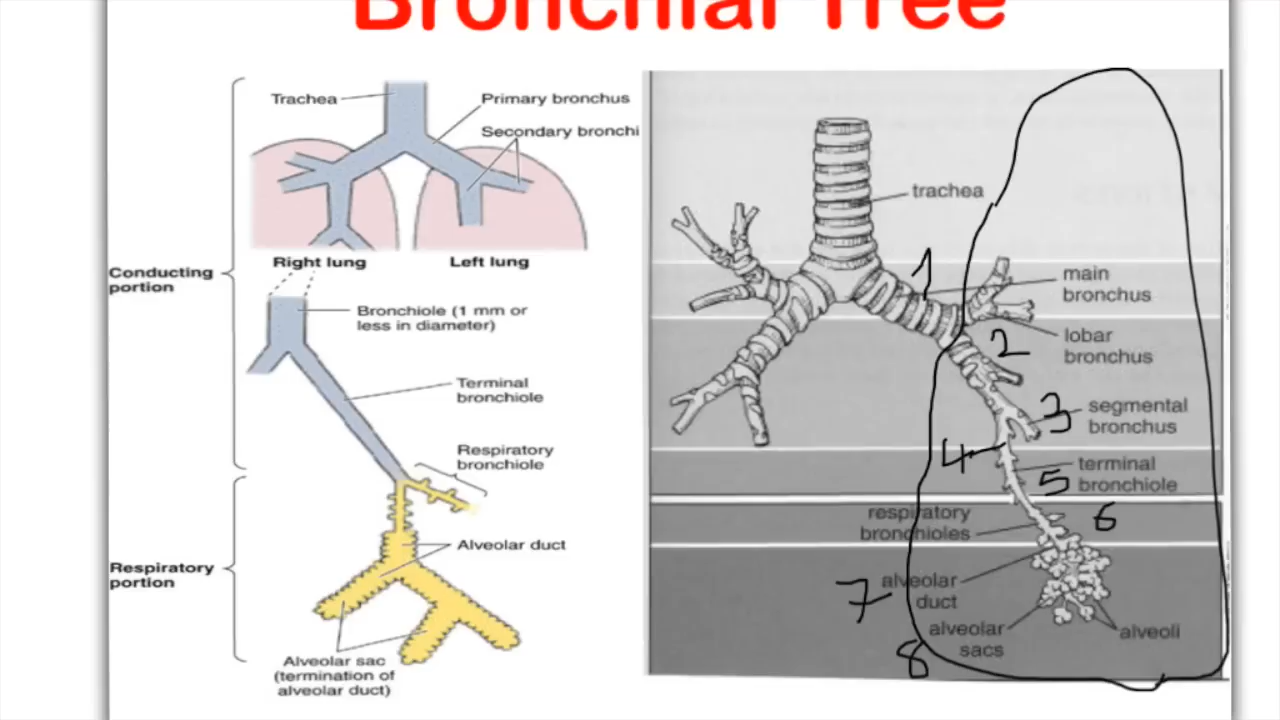 Bronchial Tree
Trachea
Primary bronchus
Secondary bronchi
Right lung
Left lung
Conducting
portion
Bronchiole (1 mm or
less in diameter)
Terminal
bronchiole
Respiratory
bronchiole
Alveolar duct
Respiratory
portion
Alveolar sac
(termination of
alveolar duct)
trachea
1
main
bronchus
2
lobar
bronchus
3
segmental
bronchus
4
5
terminal
bronchiole
6
respiratory
bronchioles
7
alveolar
duct
8
alveolar
sacs
alveoli